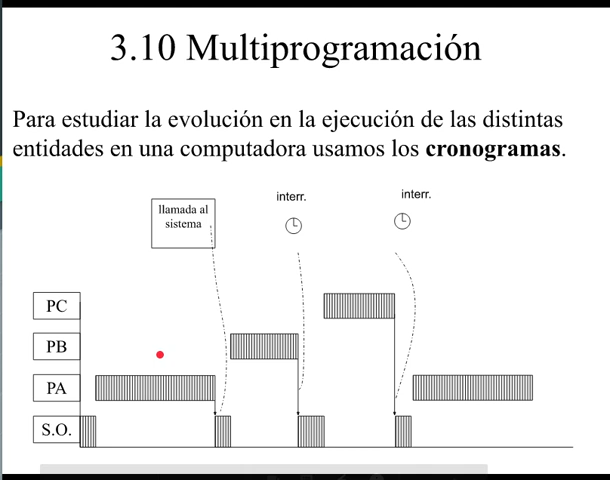 3.10 Multiprogramación
Para estudiar la evolución en la ejecución de las distintas
entidades en una computadora usamos los cronogramas.
llamada al
sistema
interr.
interr.
PC
PB
PA
S.O.